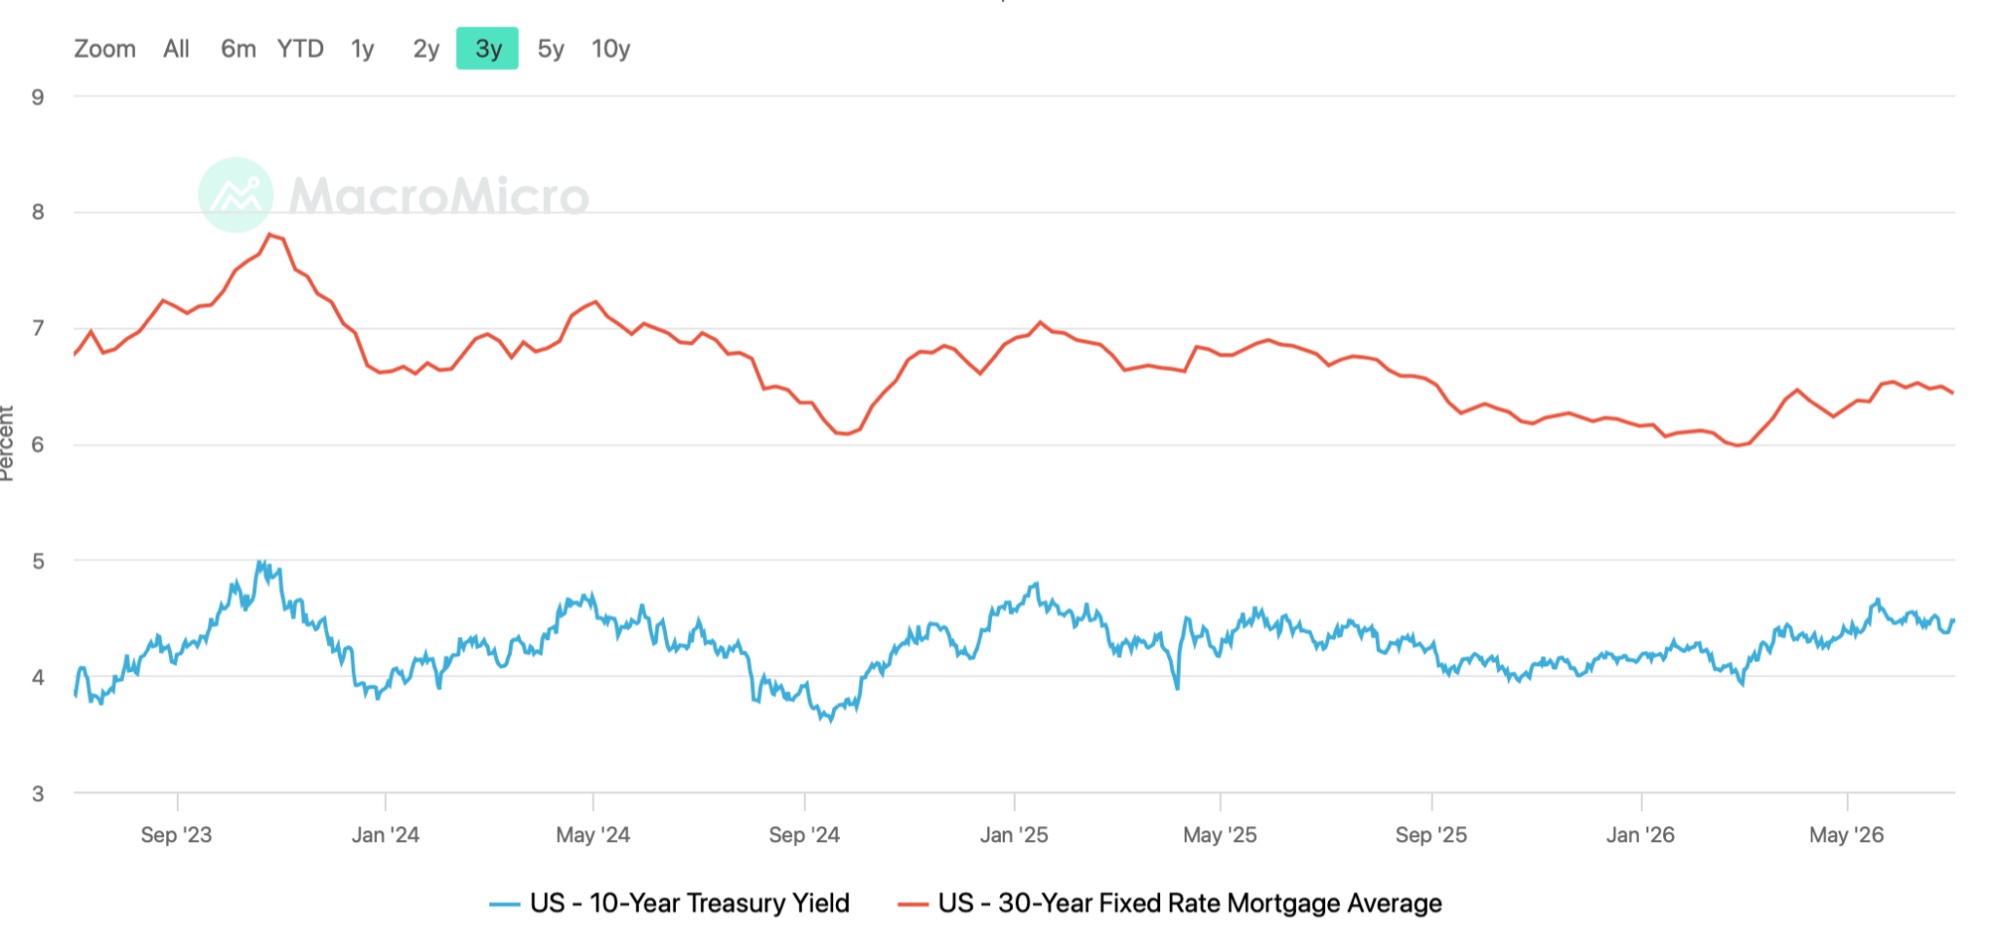 Zoom All 6m YTD 1y 2y 3y 5y 10y
9
8
7
6
5
4
3
Percent
MacroMicro
Sep '23 Jan '24 May '24 Sep '24 Jan '25 May '25 Sep '25 Jan '26 May '26
US - 10-Year Treasury Yield US - 30-Year Fixed Rate Mortgage Average